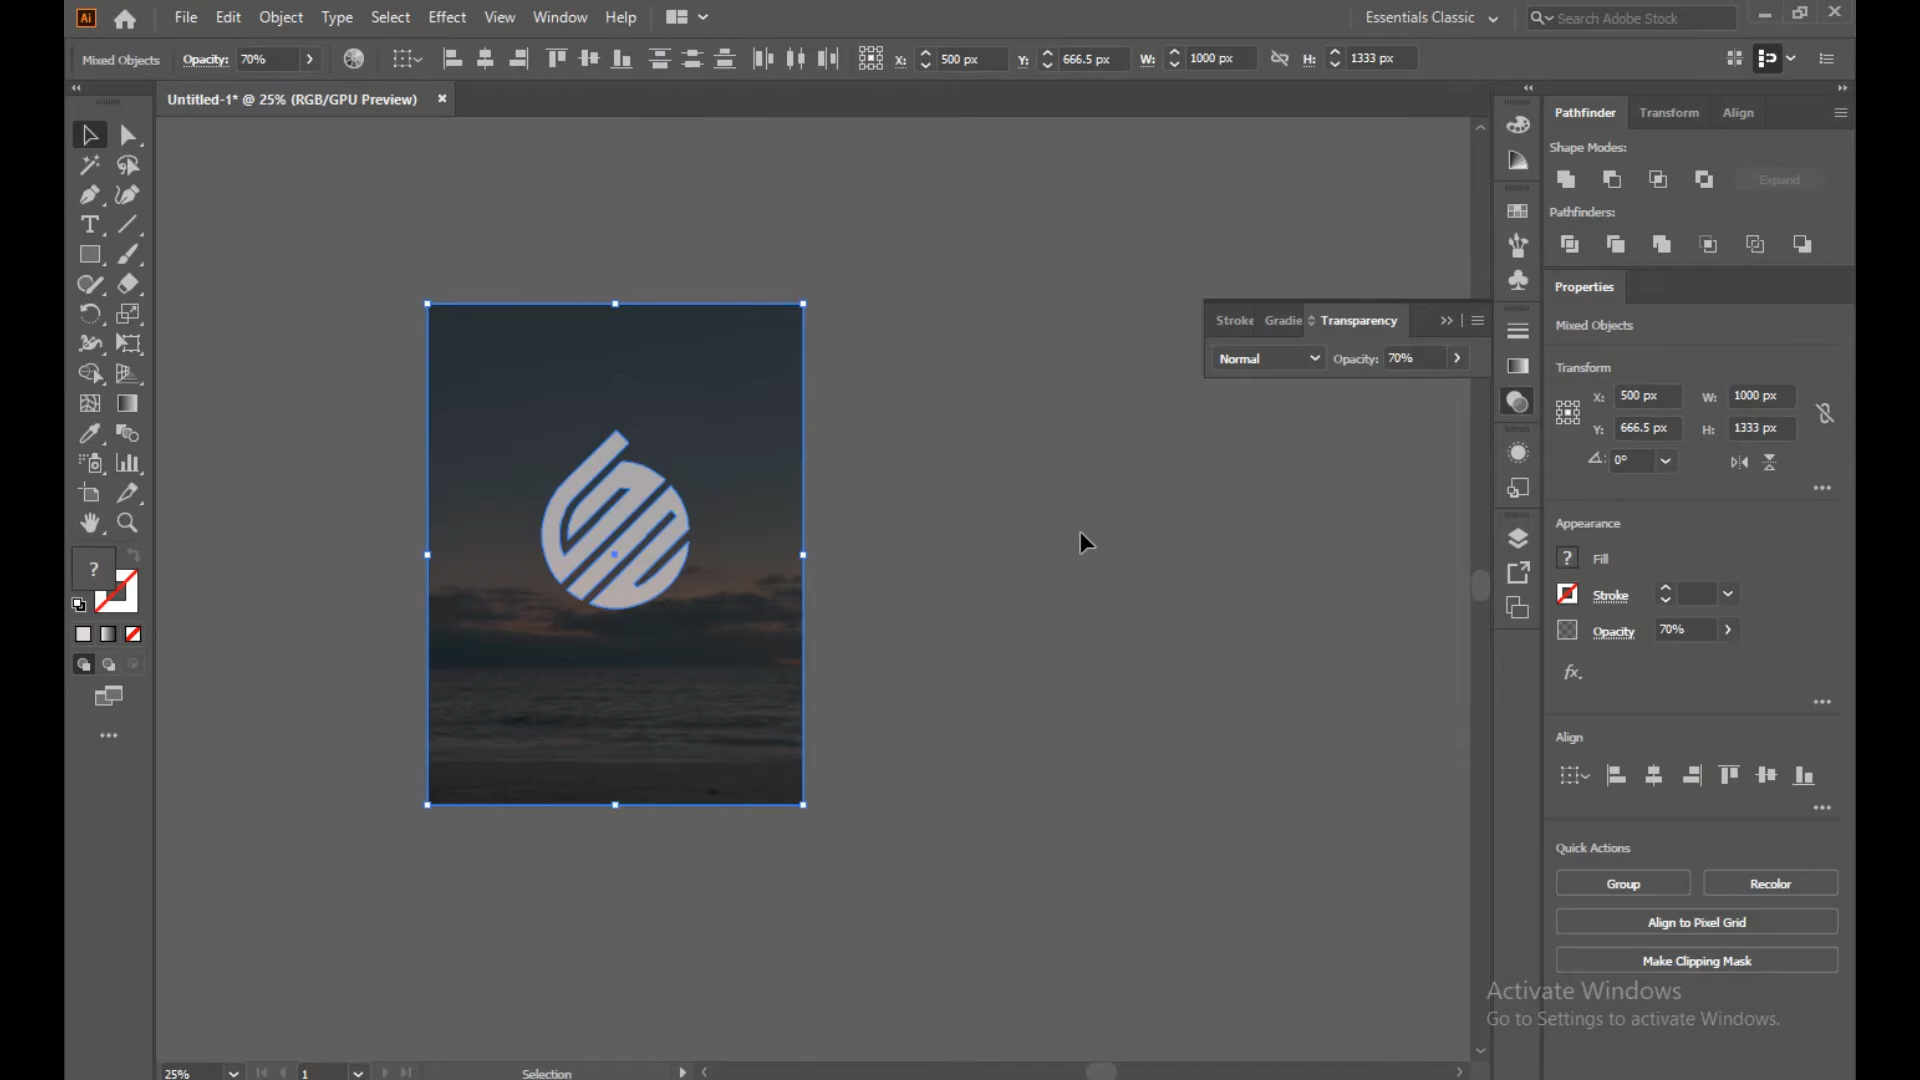 Ai File Edit Object Type Select Effect View Window Help Essentials Classic Search Adobe Stock
Mixed Objects Opacity: 70% X: 500 px Y: 666.5 px W: 1000 px H: 1333 px
Untitled-1* @ 25% (RGB/GPU Preview)
Pathfinder Transform Align
Shape Modes:
Expand
Pathfinders:
Properties
Stroke Gradie Transparency
Mixed Objects
Normal Opacity: 70%
Transform
X: 500 px W: 1000 px
Y: 666.5 px H: 1333 px
0°
Appearance
? Fill
?
Stroke
Opacity 70%
fx.
Align
Quick Actions
Group Recolor
Align to Pixel Grid
Make Clipping Mask
Activate Windows
Go to Settings to activate Windows.
25% 1 Selection